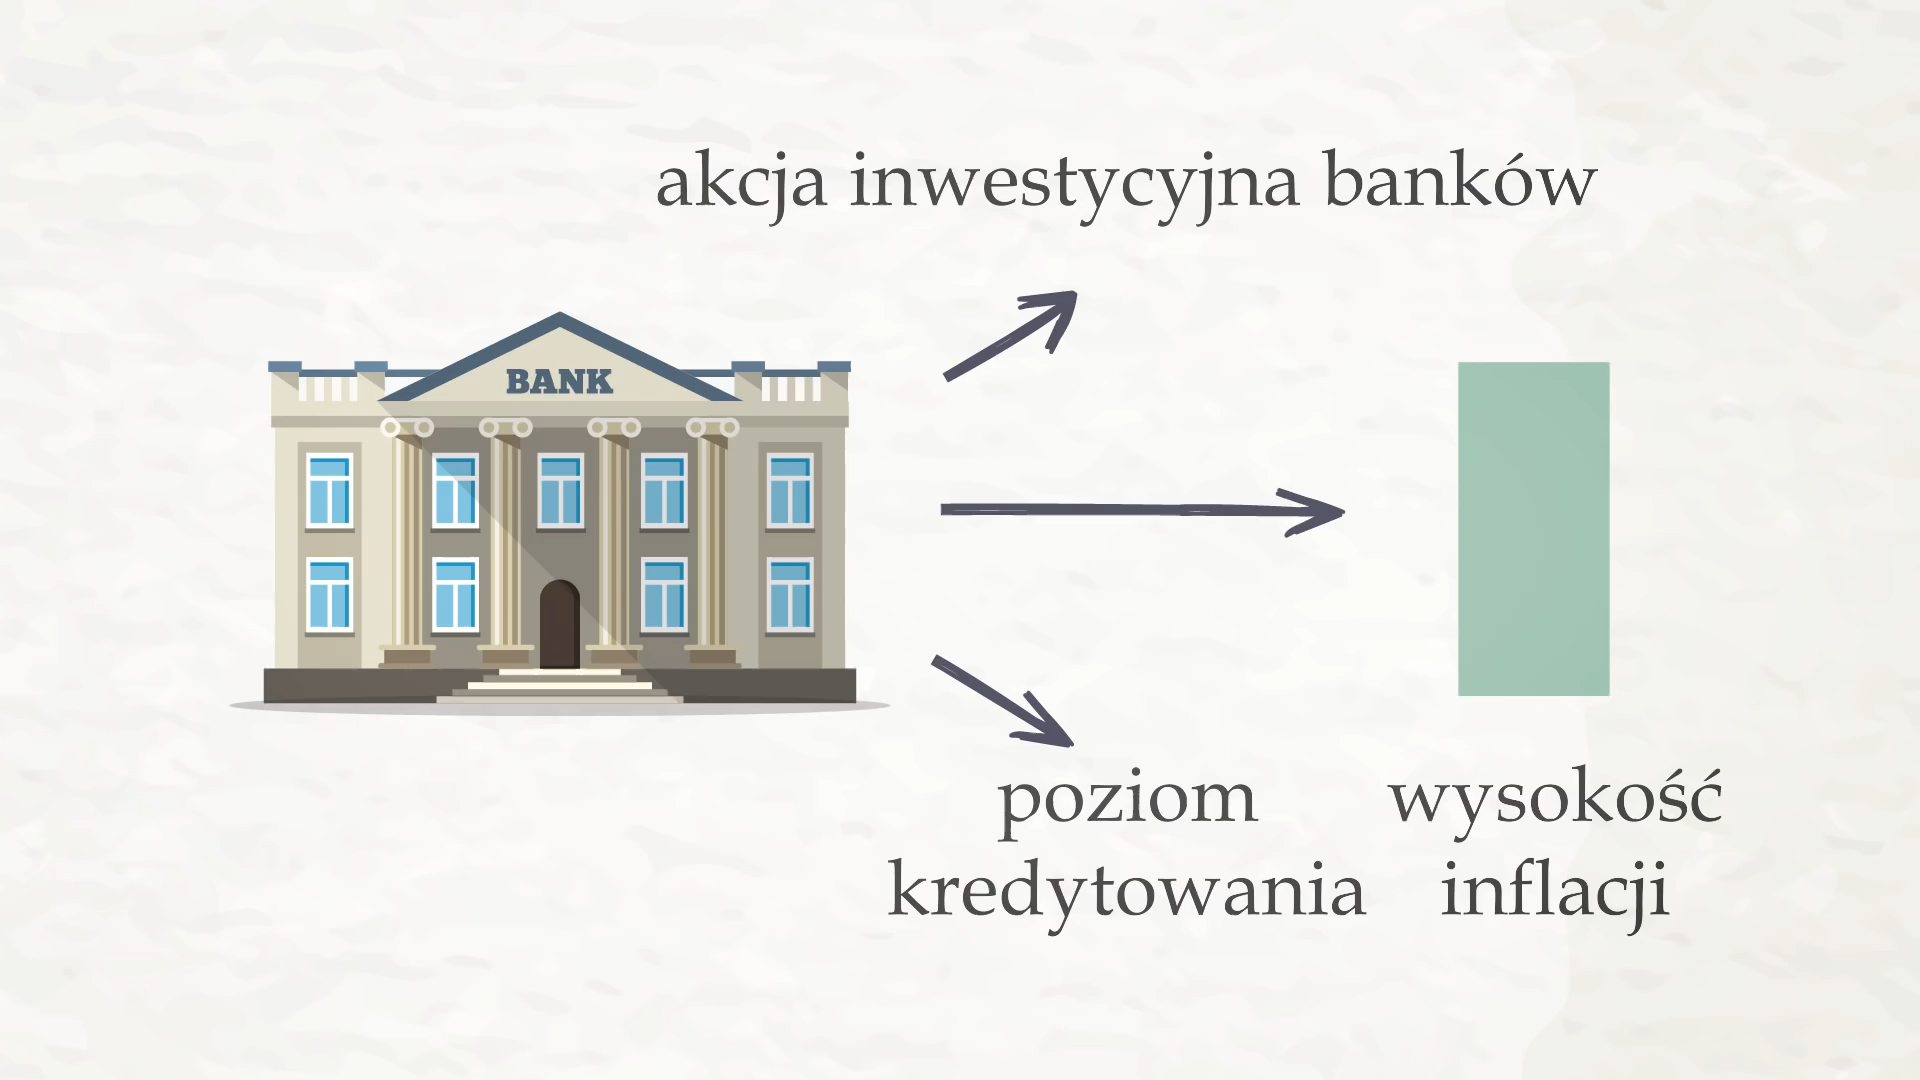 akcja inwestycyjna banków
BANK
poziom
kredytowania
wysokość
inflacji